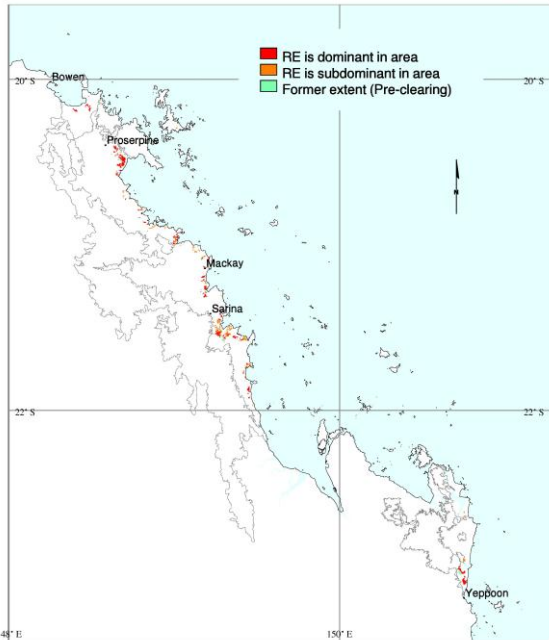 RE is dominant in area
RE is subdominant in area
Former extent (Pre-clearing)
20° S
Bowen
20° S
Proserpine
N
Mackay
Sarina
22° S
22° S
Yeppoon
48° E
150° E